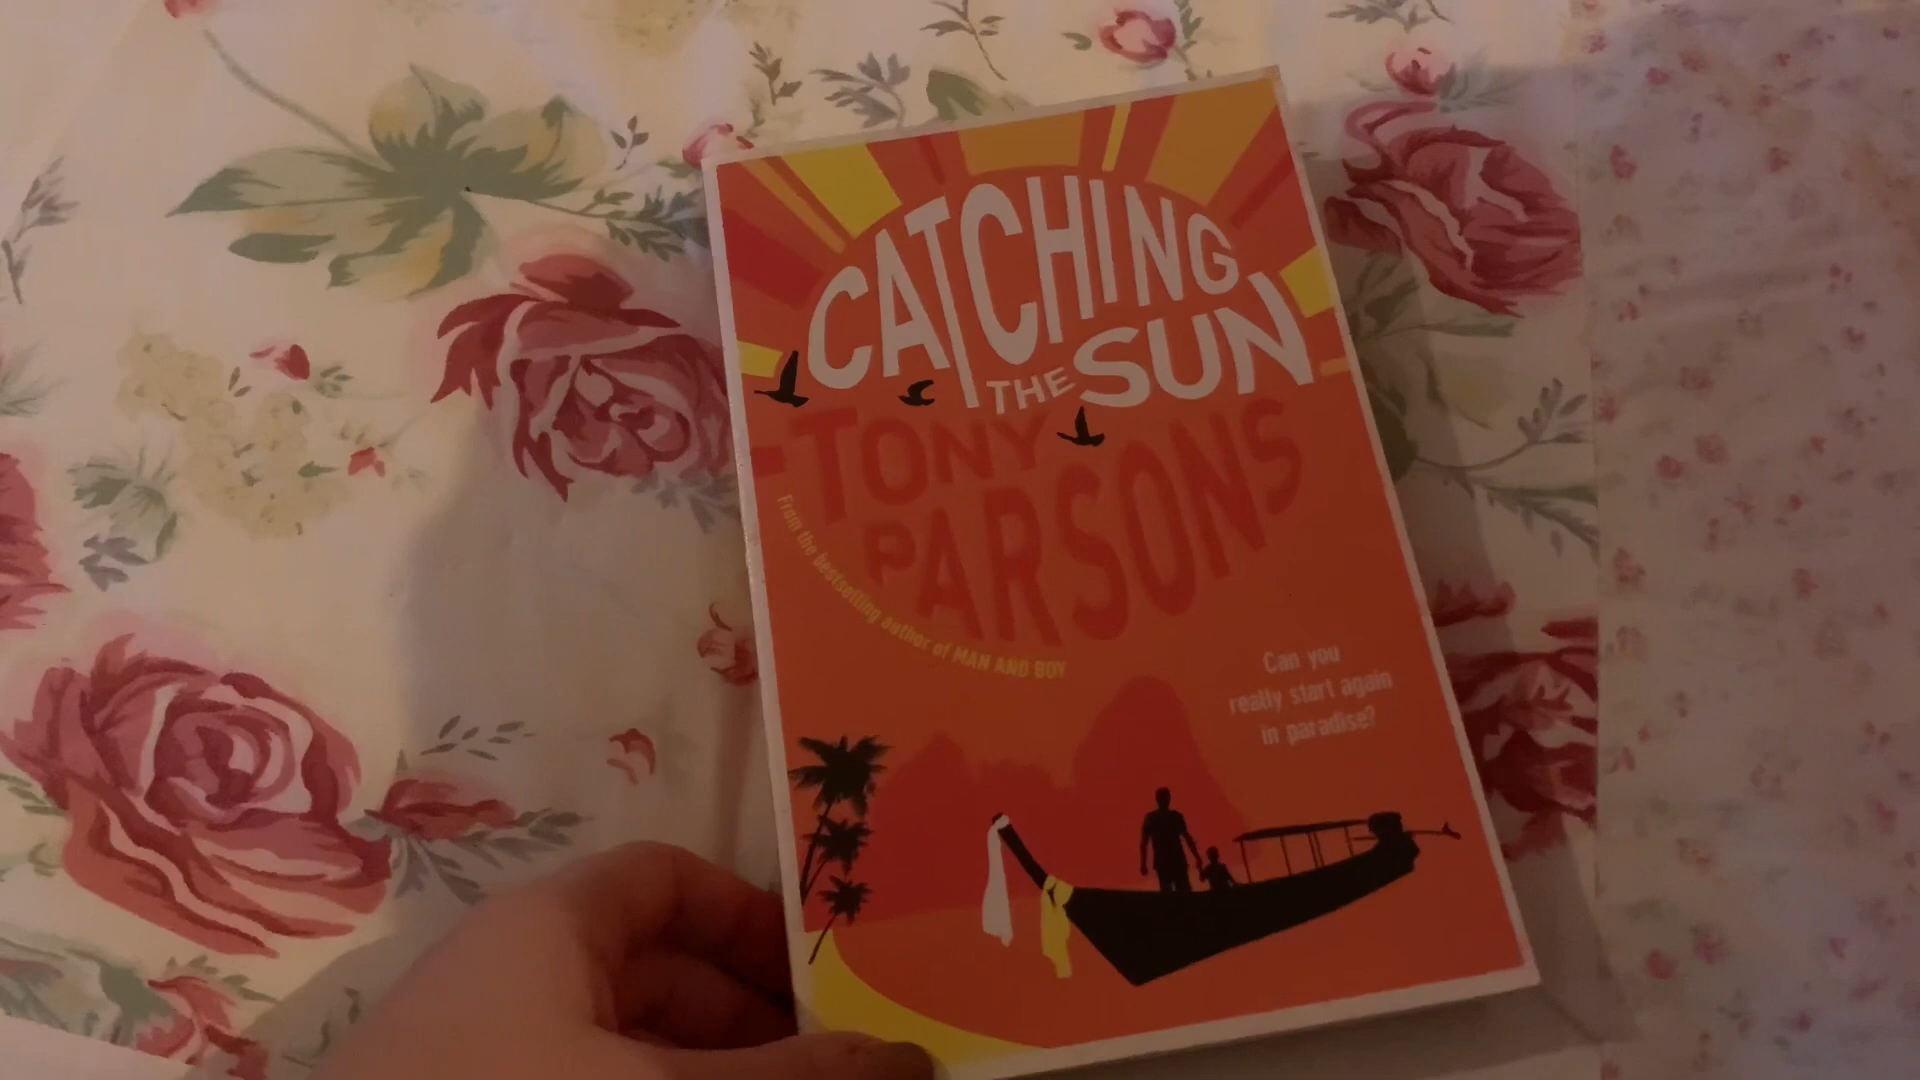 CATCHING
THE SUN
TONY
PARSONS
From the bestselling author of MAN AND BOY
Can you
really start again
in paradise?